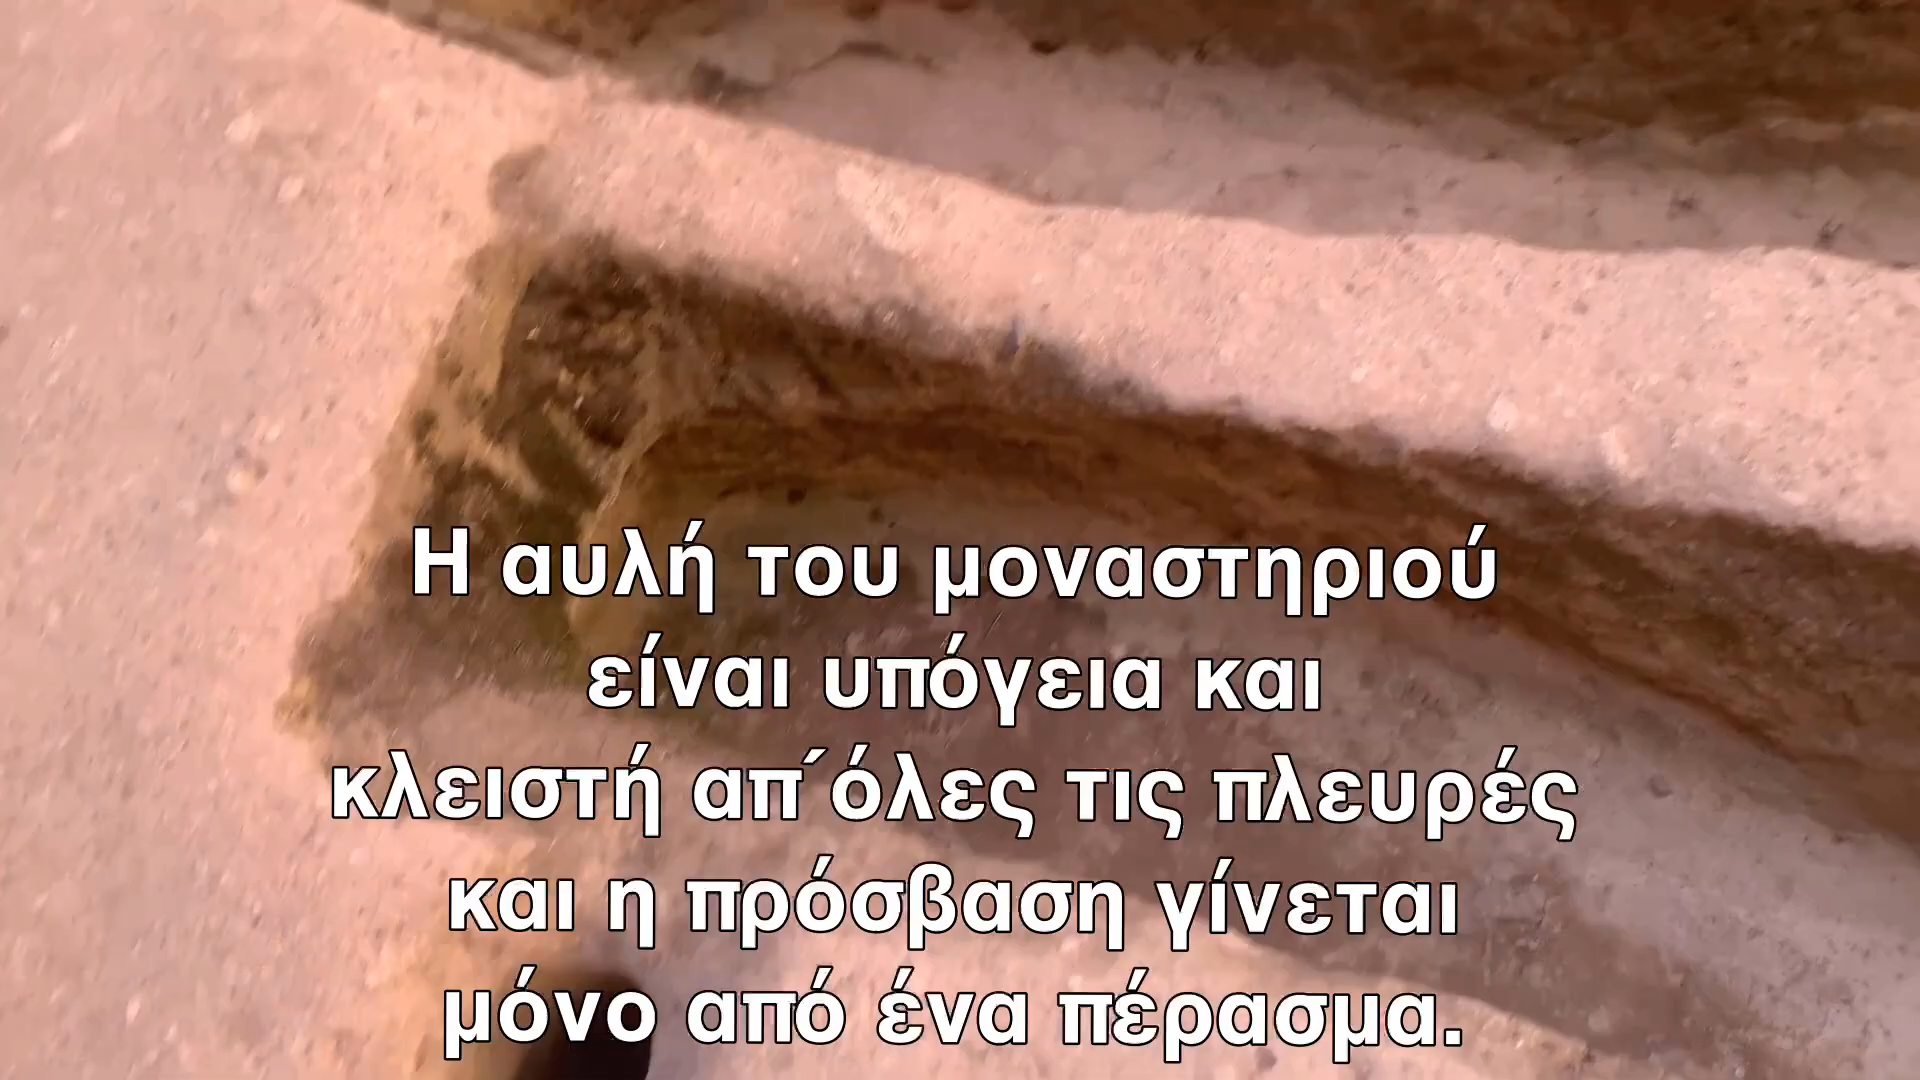 Η αυλή του μοναστηριού
είναι υπόγεια και
κλειστή απ΄όλες τις πλευρές
και η πρόσβαση γίνεται
μόνο από ένα πέρασμα.